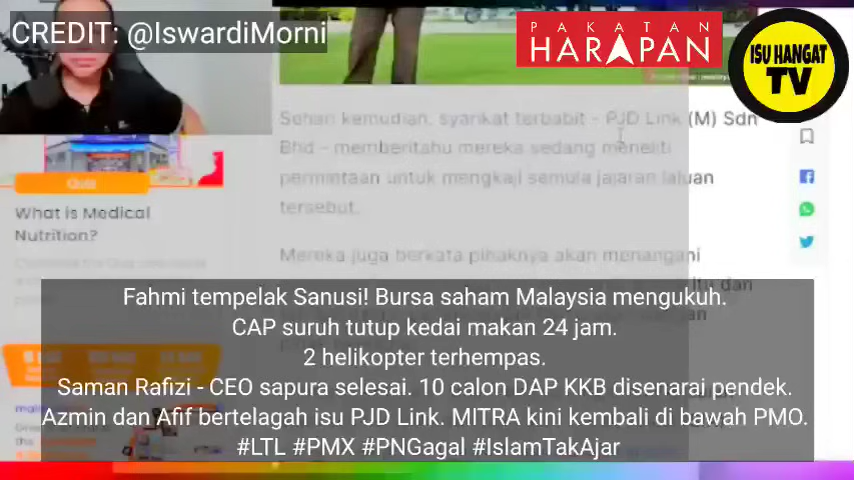 CREDIT: @IswardiMorni
PAKATAN
HARAPAN
ISU HANGAT
TV
Sehari kemudian, syarikat terbabit - PJD Link (M) Sdn
Bhd - memberitahu mereka sedang meneliti
permintaan untuk mengkaji semula jajaran laluan
tersebut.
What is Medical
Nutrition?
Mereka juga berkata pihaknya akan menangani
itu dan
Fahmi tempelak Sanusi! Bursa saham Malaysia mengukuh.
CAP suruh tutup kedai makan 24 jam.
2 helikopter terhempas.
Saman Rafizi - CEO sapura selesai. 10 calon DAP KKB disenarai pendek.
Azmin dan Afif bertelagah isu PJD Link. MITRA kini kembali di bawah PMO.
#LTL #PMX #PNGagal #IslamTakAjar